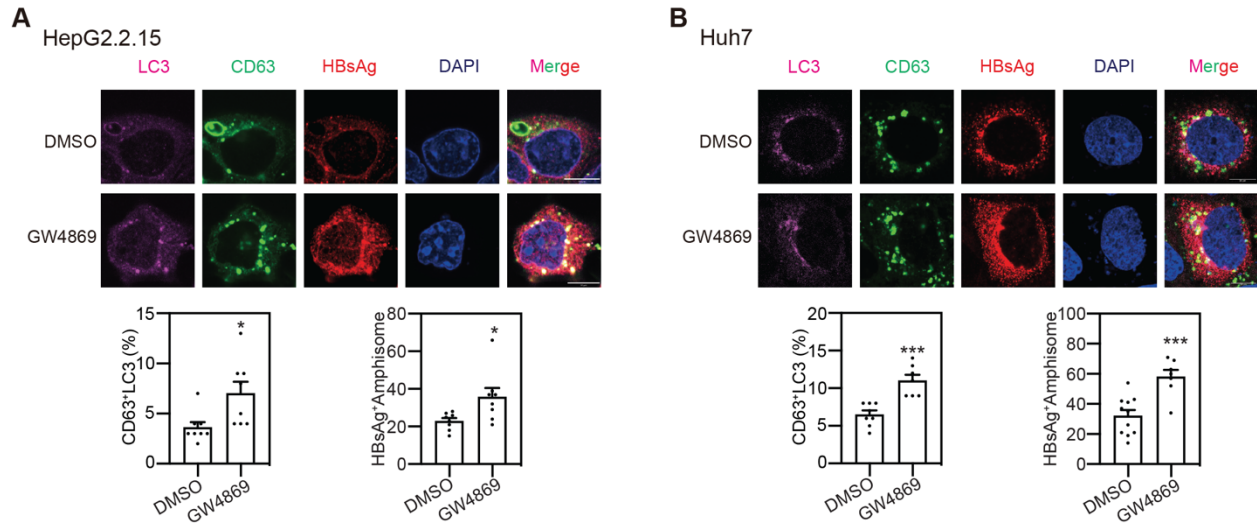 A
HepG2.2.15
LC3 CD63 HBsAg DAPI Merge
DMSO
GW4869
15
10
5
0
CD63⁺LC3 (%)
*
DMSO
GW4869
80
60
40
20
0
HBsAg⁺Amphisome
*
DMSO
GW4869
B
Huh7
LC3 CD63 HBsAg DAPI Merge
DMSO
GW4869
20
15
10
5
0
CD63⁺LC3 (%)
***
DMSO
GW4869
100
80
60
40
20
0
HBsAg⁺Amphisome
***
DMSO
GW4869